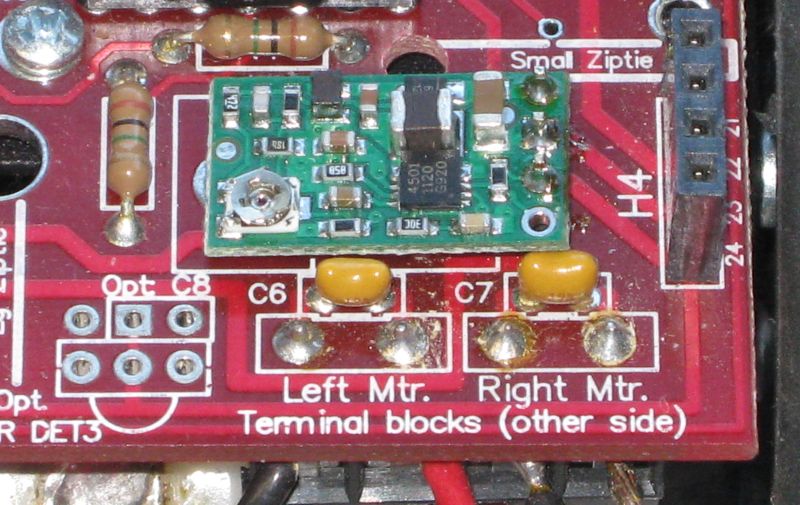 Small Ziptie
21
22
H4
23
24
4501
1120
G920
Opt C8
C6
C7
Left Mtr.
Right Mtr.
Opt.
R DET3
Terminal blocks (other side)